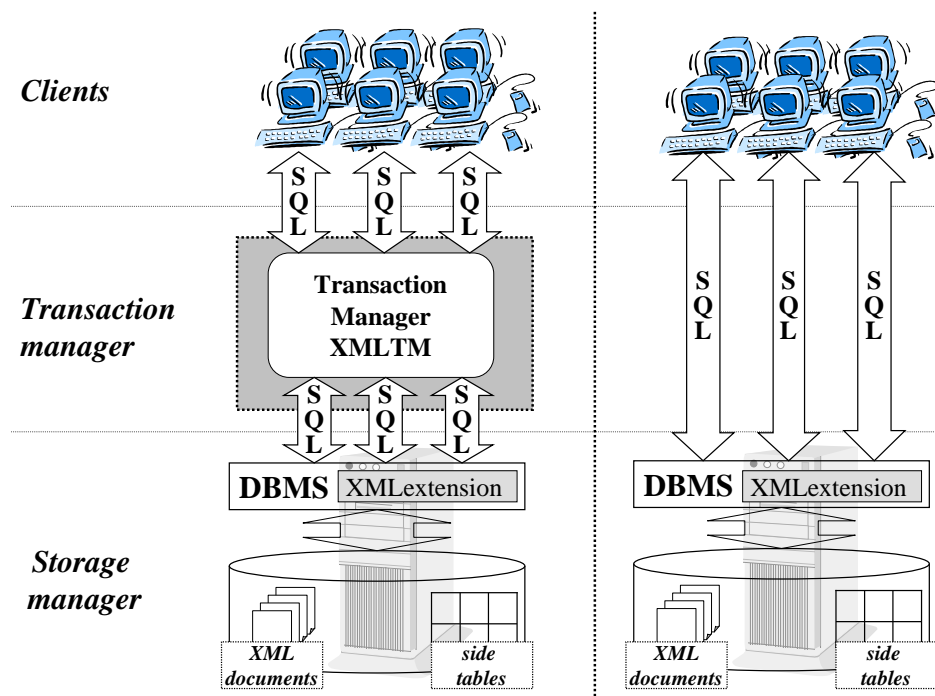 Clients
S Q L
S Q L
S Q L
S Q L
S Q L
S Q L
Transaction
manager
Transaction
Manager
XMLTM
S Q L
S Q L
S Q L
Storage
manager
DBMS
XMLextension
XML
documents
side
tables
DBMS
XMLextension
XML
documents
side
tables